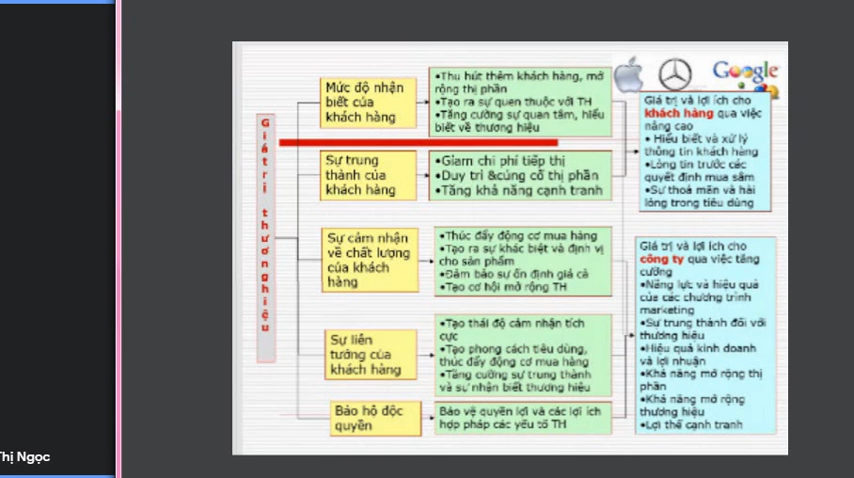 Google
Giá trị thương hiệu
Mức độ nhận
biết của
khách hàng
•Thu hút thêm khách hàng, mở
rộng thị phần
•Tạo ra sự quen thuộc với TH
•Tăng cường sự quan tâm, hiểu
biết về thương hiệu
Sự trung
thành của
khách hàng
•Giảm chi phí tiếp thị
•Duy trì &củng cố thị phần
•Tăng khả năng cạnh tranh
Sự cảm nhận
về chất lượng
của khách
hàng
•Thúc đẩy động cơ mua hàng
•Tạo ra sự khác biệt và định vị
cho sản phẩm
•Đảm bảo sự ổn định giá cả
•Tạo cơ hội mở rộng TH
Sự liên
tưởng của
khách hàng
•Tạo thái độ cảm nhận tích
cực
•Tạo phong cách tiêu dùng,
thúc đẩy động cơ mua hàng
•Tăng cường sự trung thành
và sự nhận biết thương hiệu
Bảo hộ độc
quyền
Bảo vệ quyền lợi và các lợi ích
hợp pháp các yếu tố TH
Giá trị và lợi ích cho
khách hàng qua việc
nâng cao
• Hiểu biết và xử lý
thông tin khách hàng
•Lòng tin trước các
quyết định mua sắm
•Sự thoả mãn và hài
lòng trong tiêu dùng
Giá trị và lợi ích cho
công ty qua việc tăng
cường
•Năng lực và hiệu quả
của các chương trình
marketing
•Sự trung thành đối với
thương hiệu
•Hiệu quả kinh doanh
và lợi nhuận
•Khả năng mở rộng thị
phần
•Khả năng mở rộng
thương hiệu
•Lợi thế cạnh tranh
Thị Ngọc